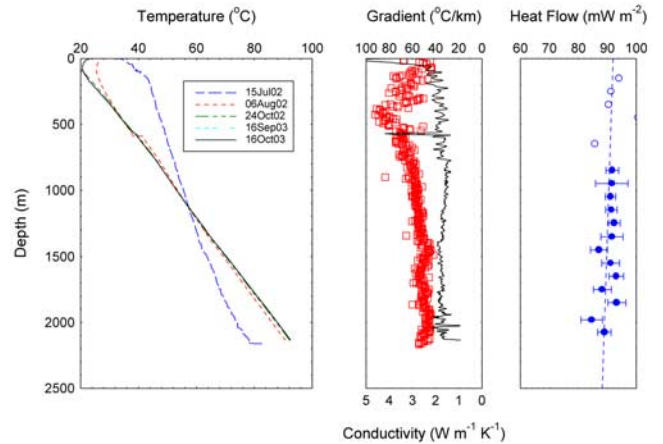 Temperature (°C)
Gradient (°C/km)
Heat Flow (mW m⁻²)
20 40 60 80 100
100 80 60 40 20 0
60 80 100
0
500
1000
1500
2000
2500
Depth (m)
15Jul02
06Aug02
24Oct02
16Sep03
16Oct03
5 4 3 2 1 0
Conductivity (W m⁻¹ K⁻¹)